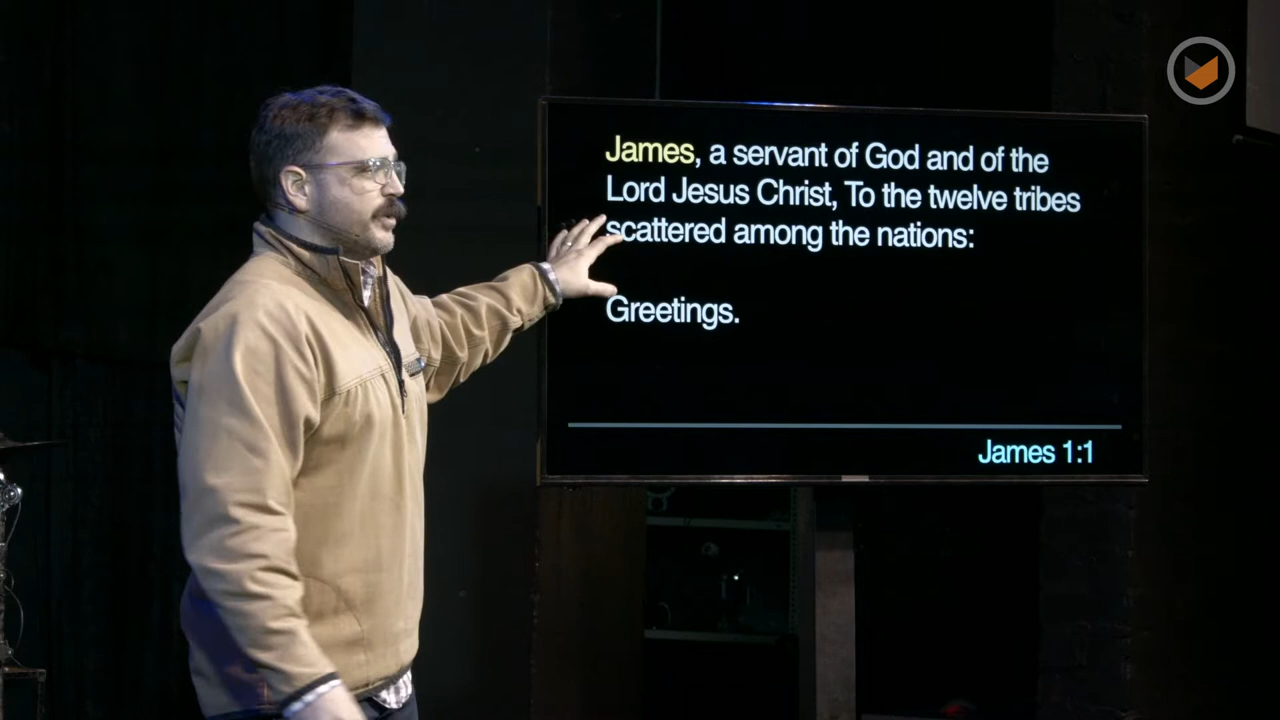 James, a servant of God and of the
Lord Jesus Christ, To the twelve tribes
scattered among the nations:
Greetings.
James 1:1